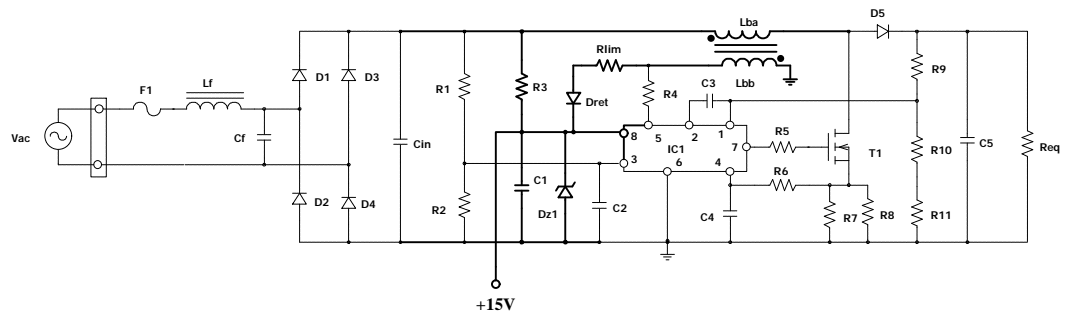 Lba
D5
Rlim
D1
D3
F1
Lf
R1
R3
Dret
R4
C3
Lbb
R9
Vac
Cf
Cin
8
5
2
1
IC1
7
R5
T1
R10
C5
Req
3
6
4
R6
D2
D4
R2
C1
Dz1
C2
C4
R7
R8
R11
+15V